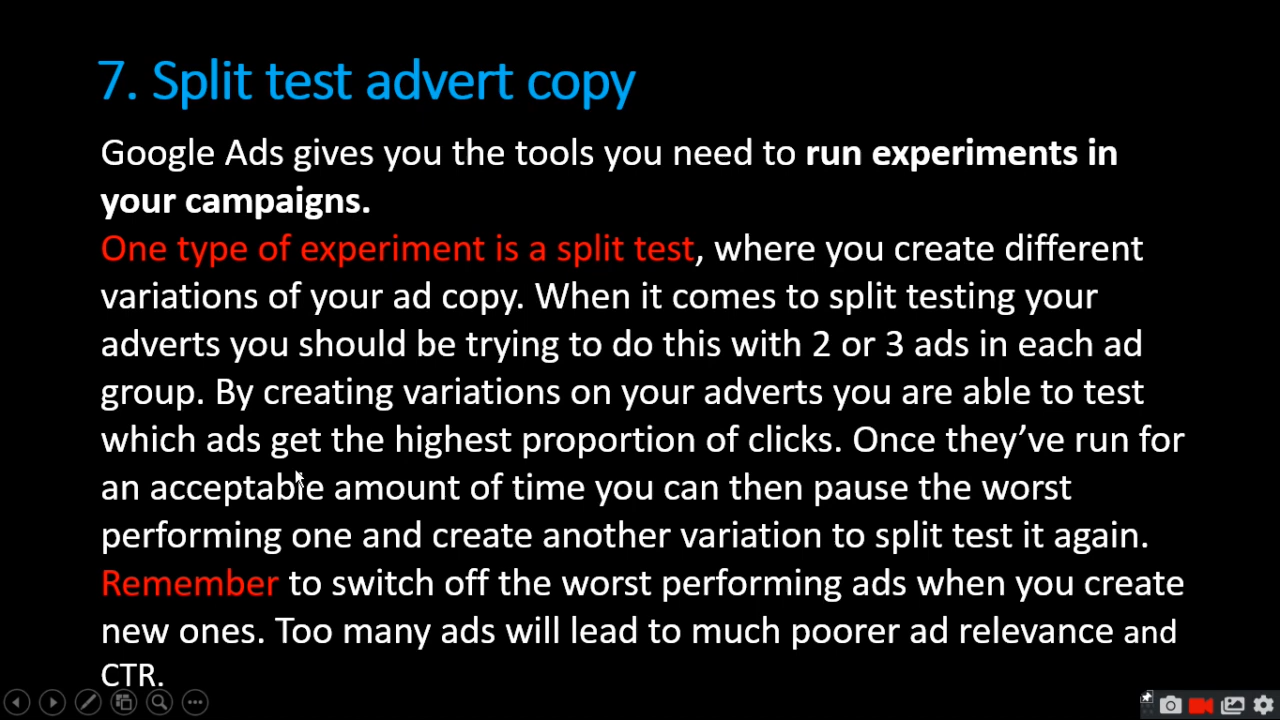 7. Split test advert copy
Google Ads gives you the tools you need to run experiments in
your campaigns.
One type of experiment is a split test, where you create different
variations of your ad copy. When it comes to split testing your
adverts you should be trying to do this with 2 or 3 ads in each ad
group. By creating variations on your adverts you are able to test
which ads get the highest proportion of clicks. Once they’ve run for
an acceptable amount of time you can then pause the worst
performing one and create another variation to split test it again.
Remember to switch off the worst performing ads when you create
new ones. Too many ads will lead to much poorer ad relevance and
CTR.